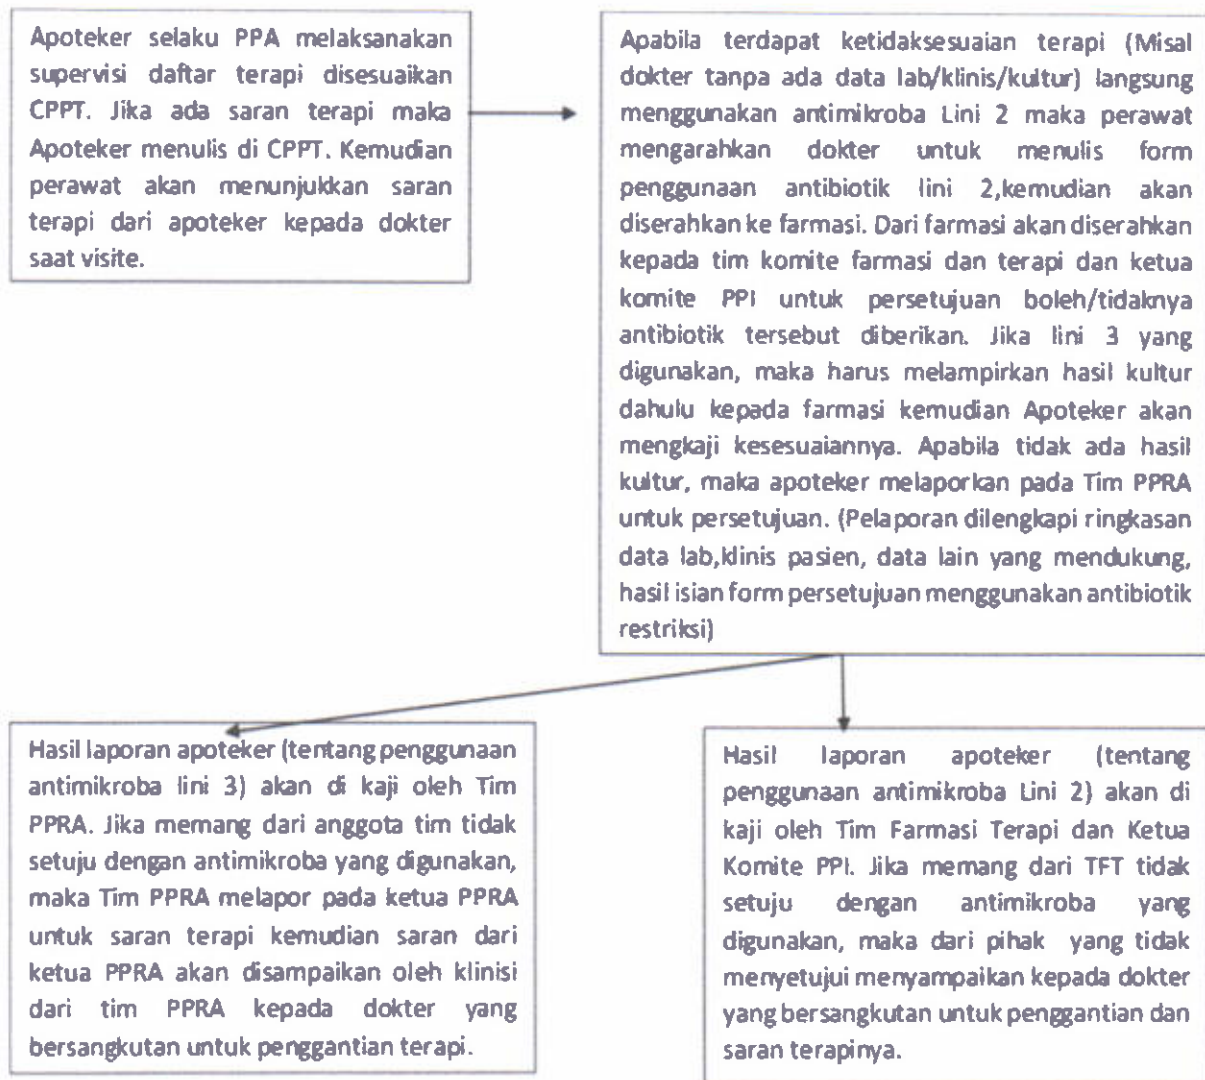 Apoteker selaku PPA melaksanakan
supervisi daftar terapi disesuaikan
CPPT. Jika ada saran terapi maka
Apoteker menulis di CPPT. Kemudian
perawat akan menunjukkan saran
terapi dari apoteker kepada dokter
saat visite.
Apabila terdapat ketidaksesuaian terapi (Misal
dokter tanpa ada data lab/klinis/kultur) langsung
menggunakan antimikroba Lini 2 maka perawat
mengarahkan dokter untuk menulis form
penggunaan antibiotik lini 2,kemudian akan
diserahkan ke farmasi. Dari farmasi akan diserahkan
kepada tim komite farmasi dan terapi dan ketua
komite PPI untuk persetujuan boleh/tidaknya
antibiotik tersebut diberikan. Jika lini 3 yang
digunakan, maka harus melampirkan hasil kultur
dahulu kepada farmasi kemudian Apoteker akan
mengkaji kesesuaiannya. Apabila tidak ada hasil
kultur, maka apoteker melaporkan pada Tim PPRA
untuk persetujuan. (Pelaporan dilengkapi ringkasan
data lab,klinis pasien, data lain yang mendukung,
hasil isian form persetujuan menggunakan antibiotik
restriksi)
Hasil laporan apoteker (tentang penggunaan
antimikroba lini 3) akan di kaji oleh Tim
PPRA. Jika memang dari anggota tim tidak
setuju dengan antimikroba yang digunakan,
maka Tim PPRA melapor pada ketua PPRA
untuk saran terapi kemudian saran dari
ketua PPRA akan disampaikan oleh klinisi
dari tim PPRA kepada dokter yang
bersangkutan untuk penggantian terapi.
Hasil laporan apoteker (tentang
penggunaan antimikroba Lini 2) akan di
kaji oleh Tim Farmasi Terapi dan Ketua
Komite PPI. Jika memang dari TFT tidak
setuju dengan antimikroba yang
digunakan, maka dari pihak yang tidak
menyetujui menyampaikan kepada dokter
yang bersangkutan untuk penggantian dan
saran terapinya.